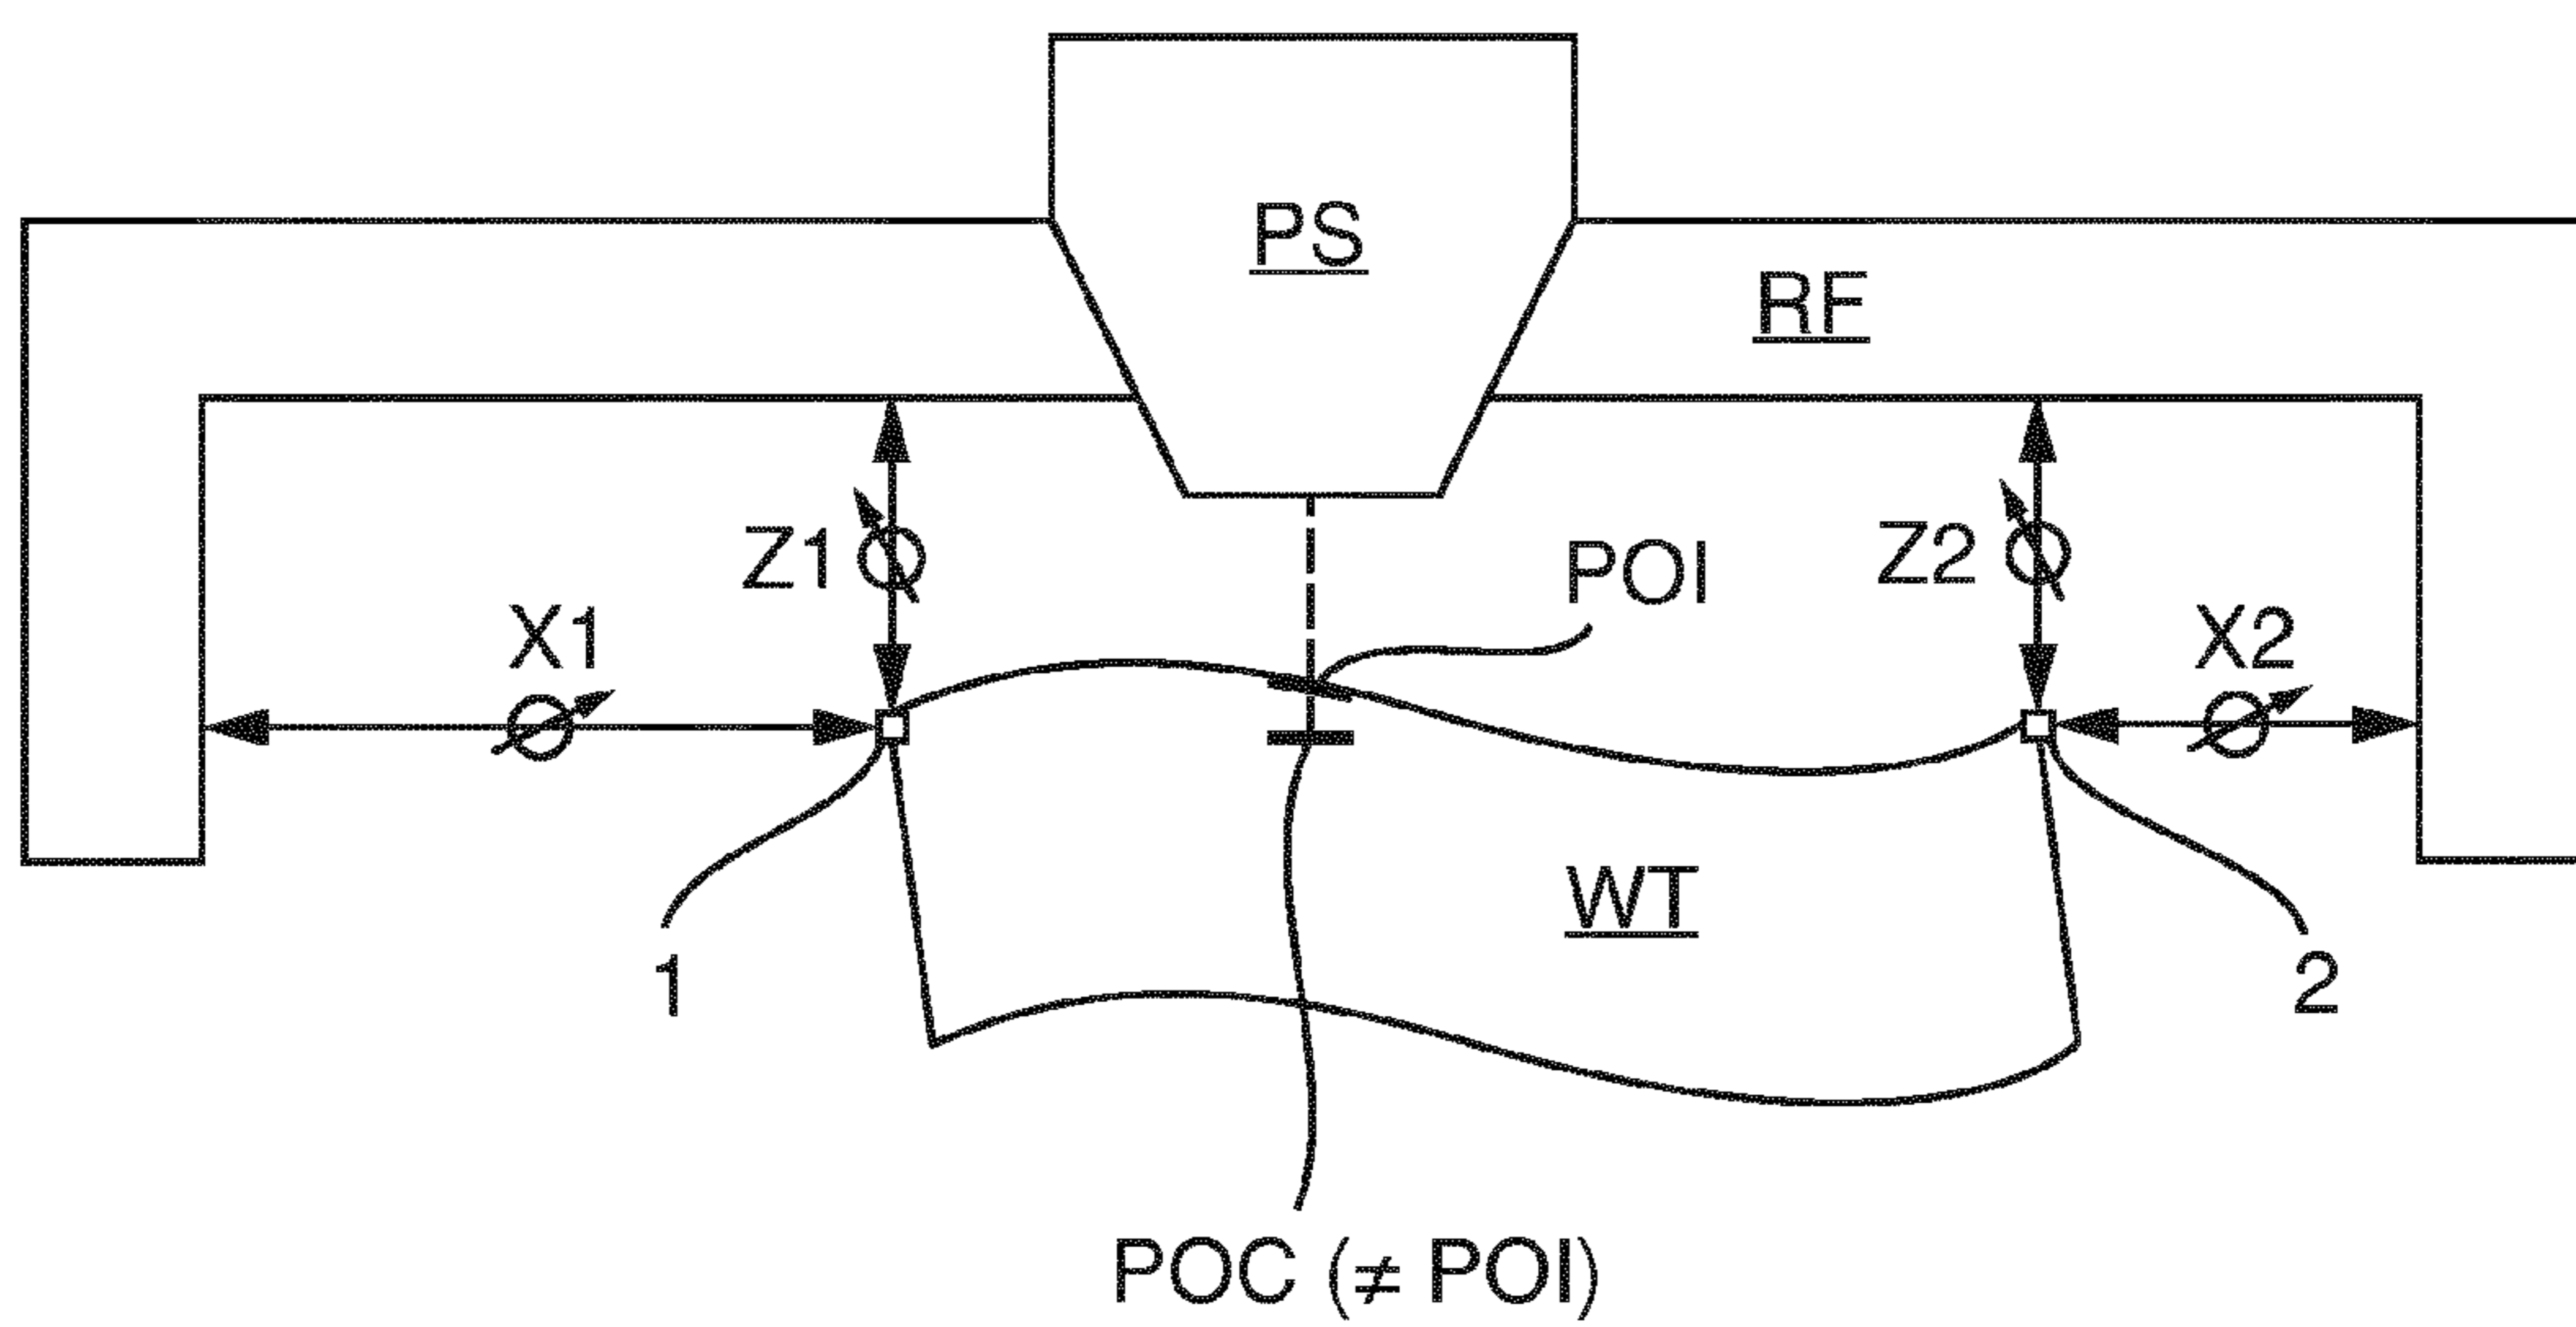 PS
RF
Z1
POI
Z2
X1
X2
WT
1
2
POC (≠ POI)